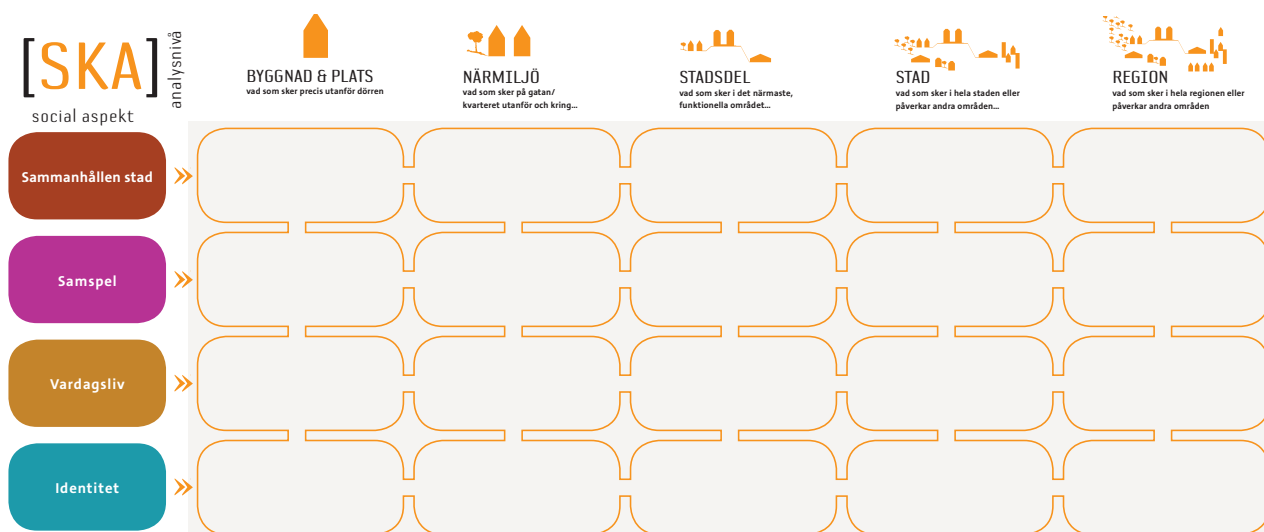 [SKA]
analysnivå
social aspekt
BYGGNAD & PLATS
vad som sker precis utanför dörren
NÄRMILJÖ
vad som sker på gatan/
kvarteret utanför och kring...
STADSDEL
vad som sker i det närmaste,
funktionella området...
STAD
vad som sker i hela staden eller
påverkar andra områden...
REGION
vad som sker i hela regionen eller
påverkar andra områden
Sammanhållen stad
Samspel
Vardagsliv
Identitet